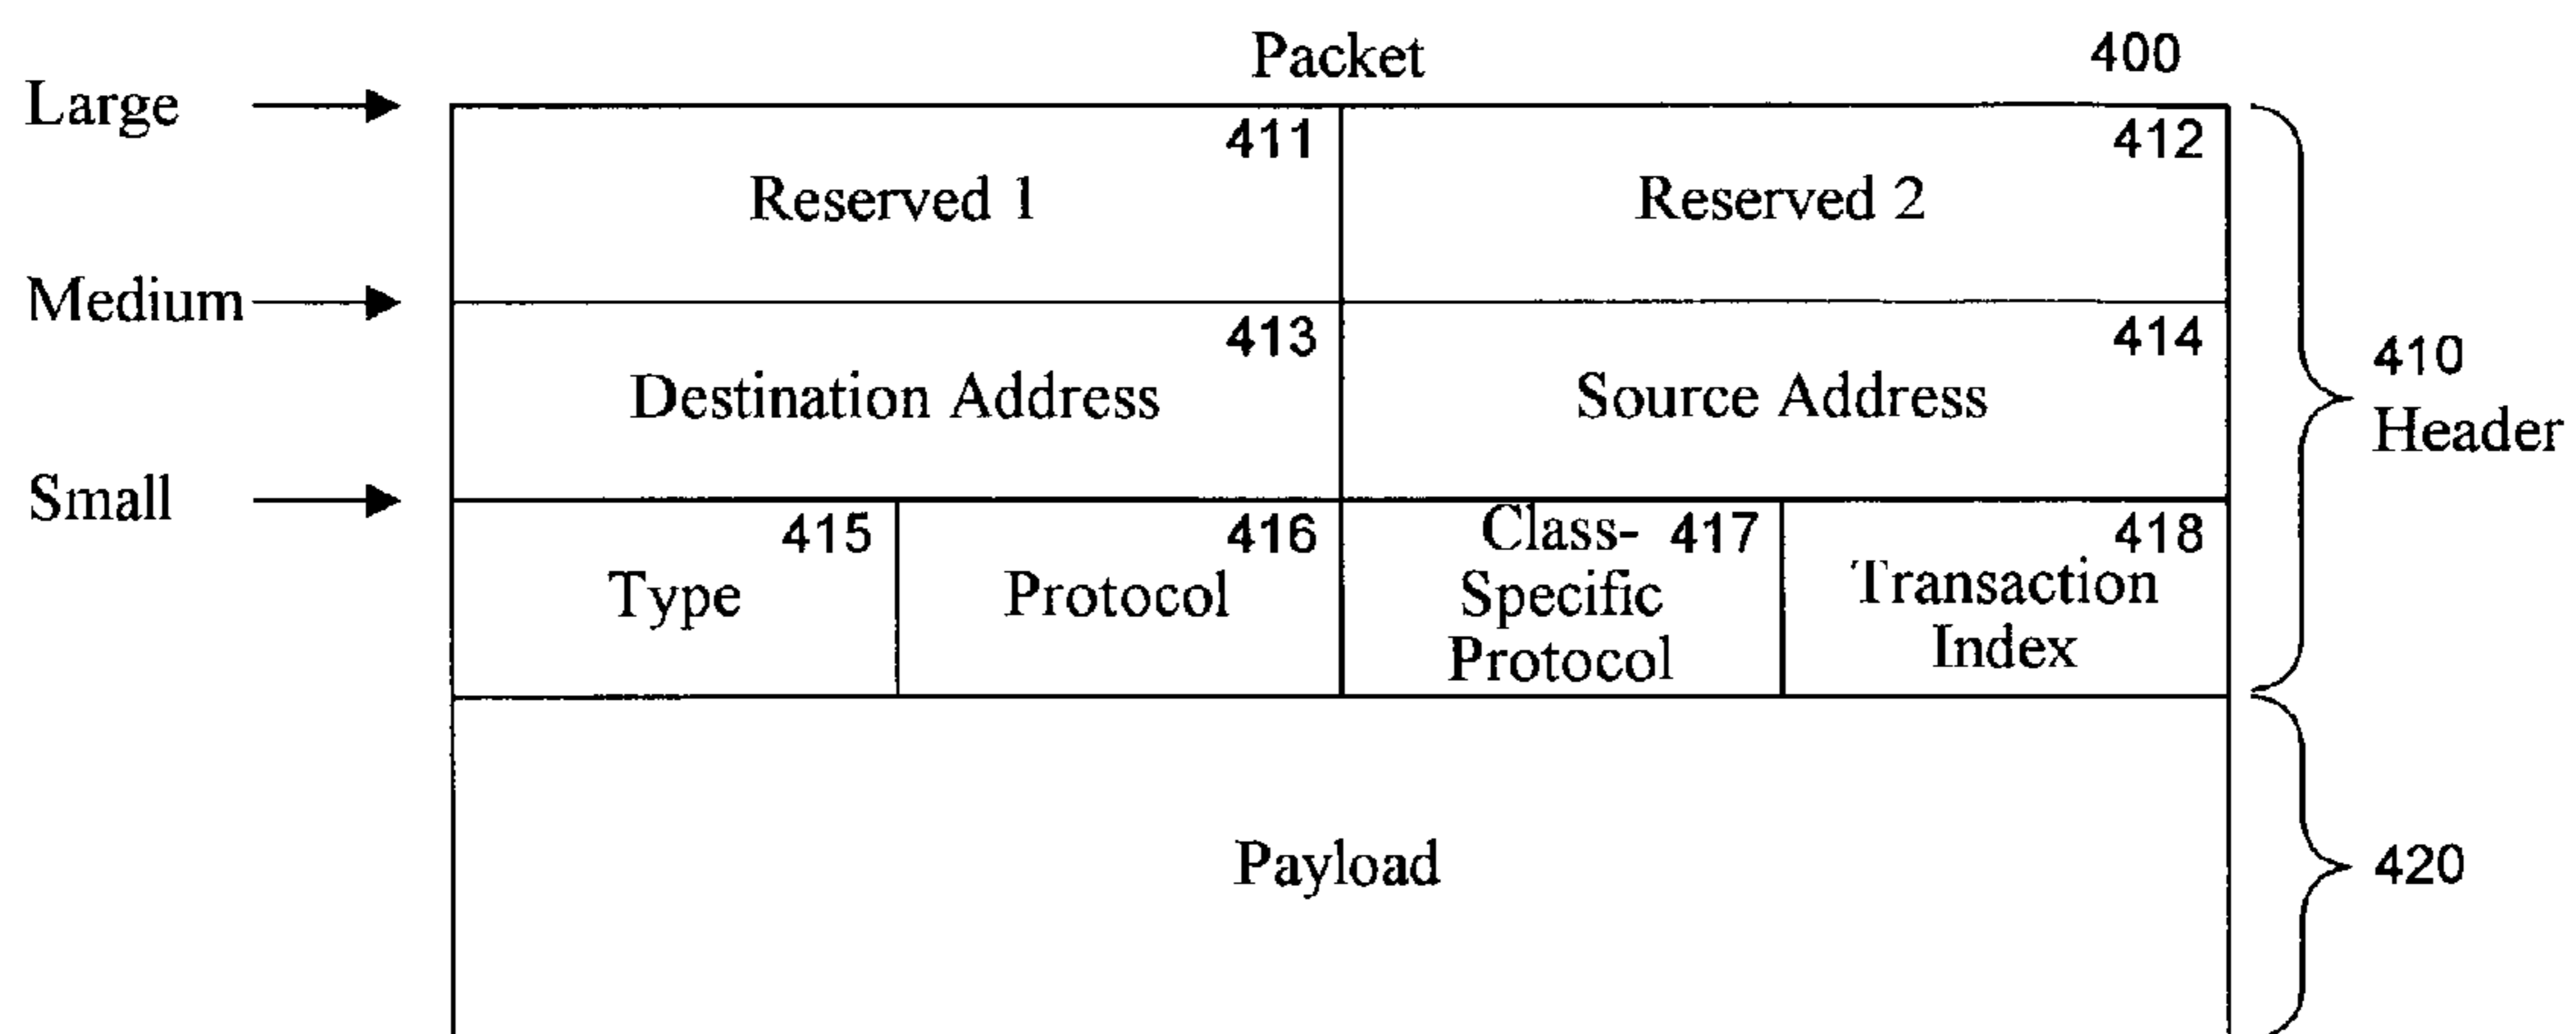 Packet 400
Large
411 412
Reserved 1 Reserved 2
Medium
413 414
Destination Address Source Address
410
Header
Small
415 416 Class- 417 418
Type Protocol Specific Transaction
Protocol Index
Payload 420